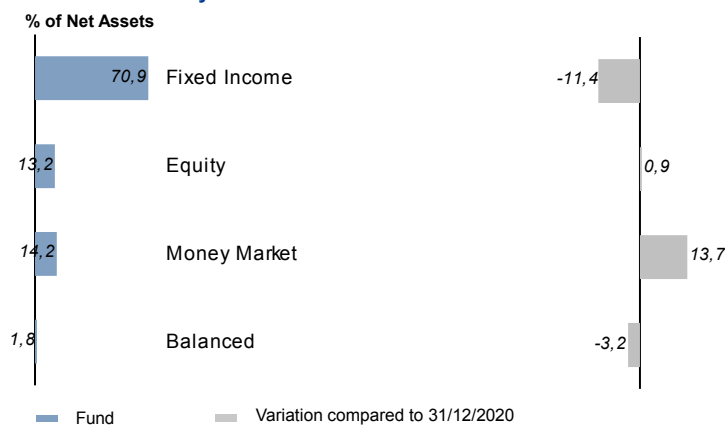 % of Net Assets
70,9 Fixed Income -11,4
13,2 Equity 0,9
14,2 Money Market 13,7
1,8 Balanced -3,2
Fund Variation compared to 31/12/2020